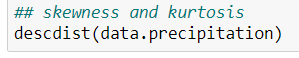 ## skewness and kurtosis
descdist(data.precipitation)